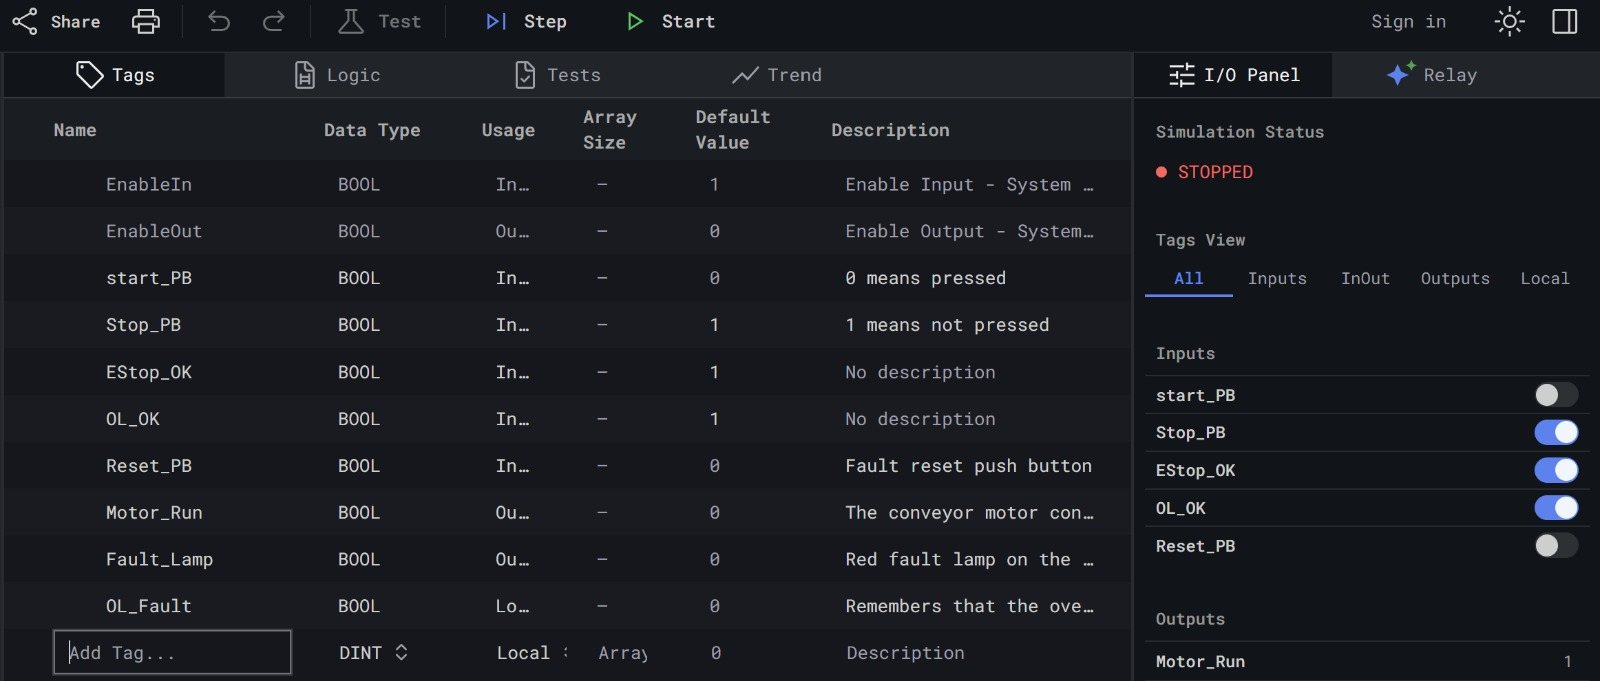 Share Test Step Start Sign in
Tags Logic Tests Trend I/O Panel Relay
Name Data Type Usage Array Size Default Value Description
EnableIn BOOL In… – 1 Enable Input - System …
EnableOut BOOL Ou… – 0 Enable Output - System…
start_PB BOOL In… – 0 0 means pressed
Stop_PB BOOL In… – 1 1 means not pressed
EStop_OK BOOL In… – 1 No description
OL_OK BOOL In… – 1 No description
Reset_PB BOOL In… – 0 Fault reset push button
Motor_Run BOOL Ou… – 0 The conveyor motor con…
Fault_Lamp BOOL Ou… – 0 Red fault lamp on the …
OL_Fault BOOL Lo… – 0 Remembers that the ove…
Add Tag... DINT Local Array 0 Description
Simulation Status
STOPPED
Tags View
All Inputs InOut Outputs Local
Inputs
start_PB
Stop_PB
EStop_OK
OL_OK
Reset_PB
Outputs
Motor_Run 1